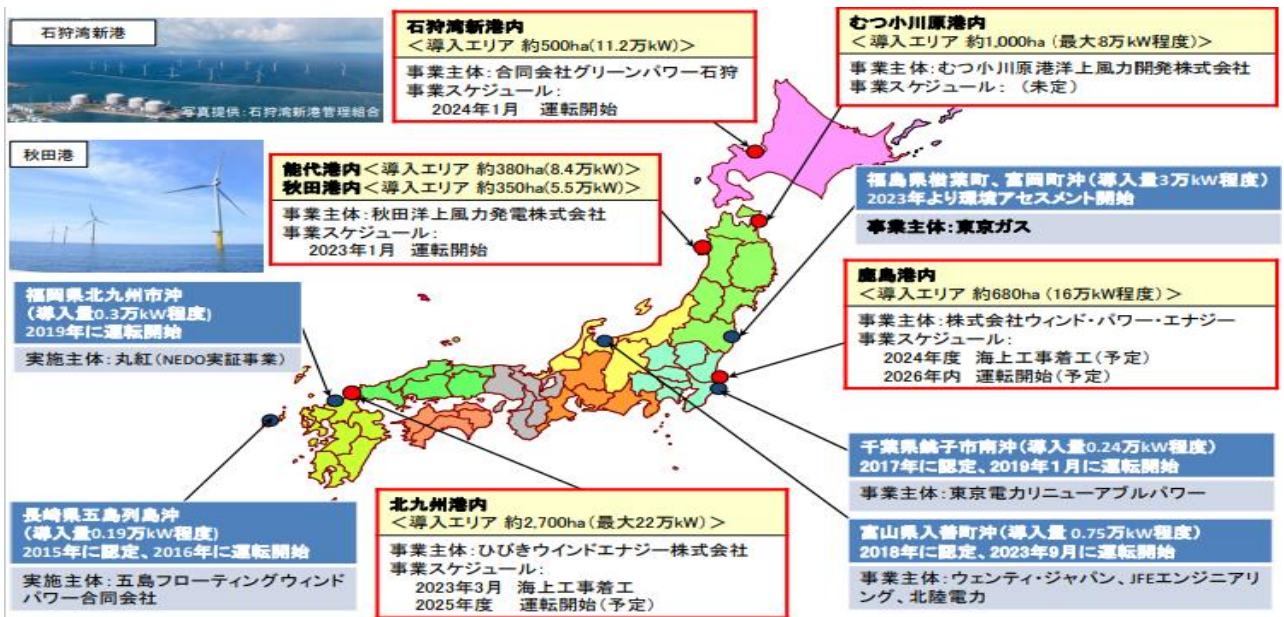 石狩湾新港
写真提供:石狩湾新港管理組合
石狩湾新港内
＜導入エリア 約500ha(11.2万kW)＞
事業主体:合同会社グリーンパワー石狩
事業スケジュール:
2024年1月 運転開始
むつ小川原港内
＜導入エリア 約1,000ha (最大8万kW程度)＞
事業主体:むつ小川原港洋上風力開発株式会社
事業スケジュール: (未定)
秋田港
能代港内＜導入エリア 約380ha(8.4万kW)＞
秋田港内＜導入エリア 約350ha(5.5万kW)＞
事業主体:秋田洋上風力発電株式会社
事業スケジュール:
2023年1月 運転開始
福島県楢葉町、富岡町沖(導入量3万kW程度)
2023年より環境アセスメント開始
事業主体:東京ガス
鹿島港内
＜導入エリア 約680ha (16万kW程度)＞
事業主体:株式会社ウィンド・パワー・エナジー
事業スケジュール:
2024年度 海上工事着工(予定)
2026年内 運転開始(予定)
福岡県北九州市沖
(導入量0.3万kW程度)
2019年に運転開始
実施主体:丸紅(NEDO実証事業)
千葉県銚子市南沖(導入量0.24万kW程度)
2017年に認定、2019年1月に運転開始
事業主体:東京電力リニューアブルパワー
長崎県五島列島沖
(導入量0.19万kW程度)
2015年に認定、2016年に運転開始
実施主体:五島フローティングウィンド
パワー合同会社
北九州港内
＜導入エリア 約2,700ha (最大22万kW)＞
事業主体:ひびきウインドエナジー株式会社
事業スケジュール:
2023年3月 海上工事着工
2025年度 運転開始(予定)
富山県入善町沖(導入量 0.75万kW程度)
2018年に認定、2023年9月に運転開始
事業主体:ウェンティ・ジャパン、JFEエンジニアリ
ング、北陸電力